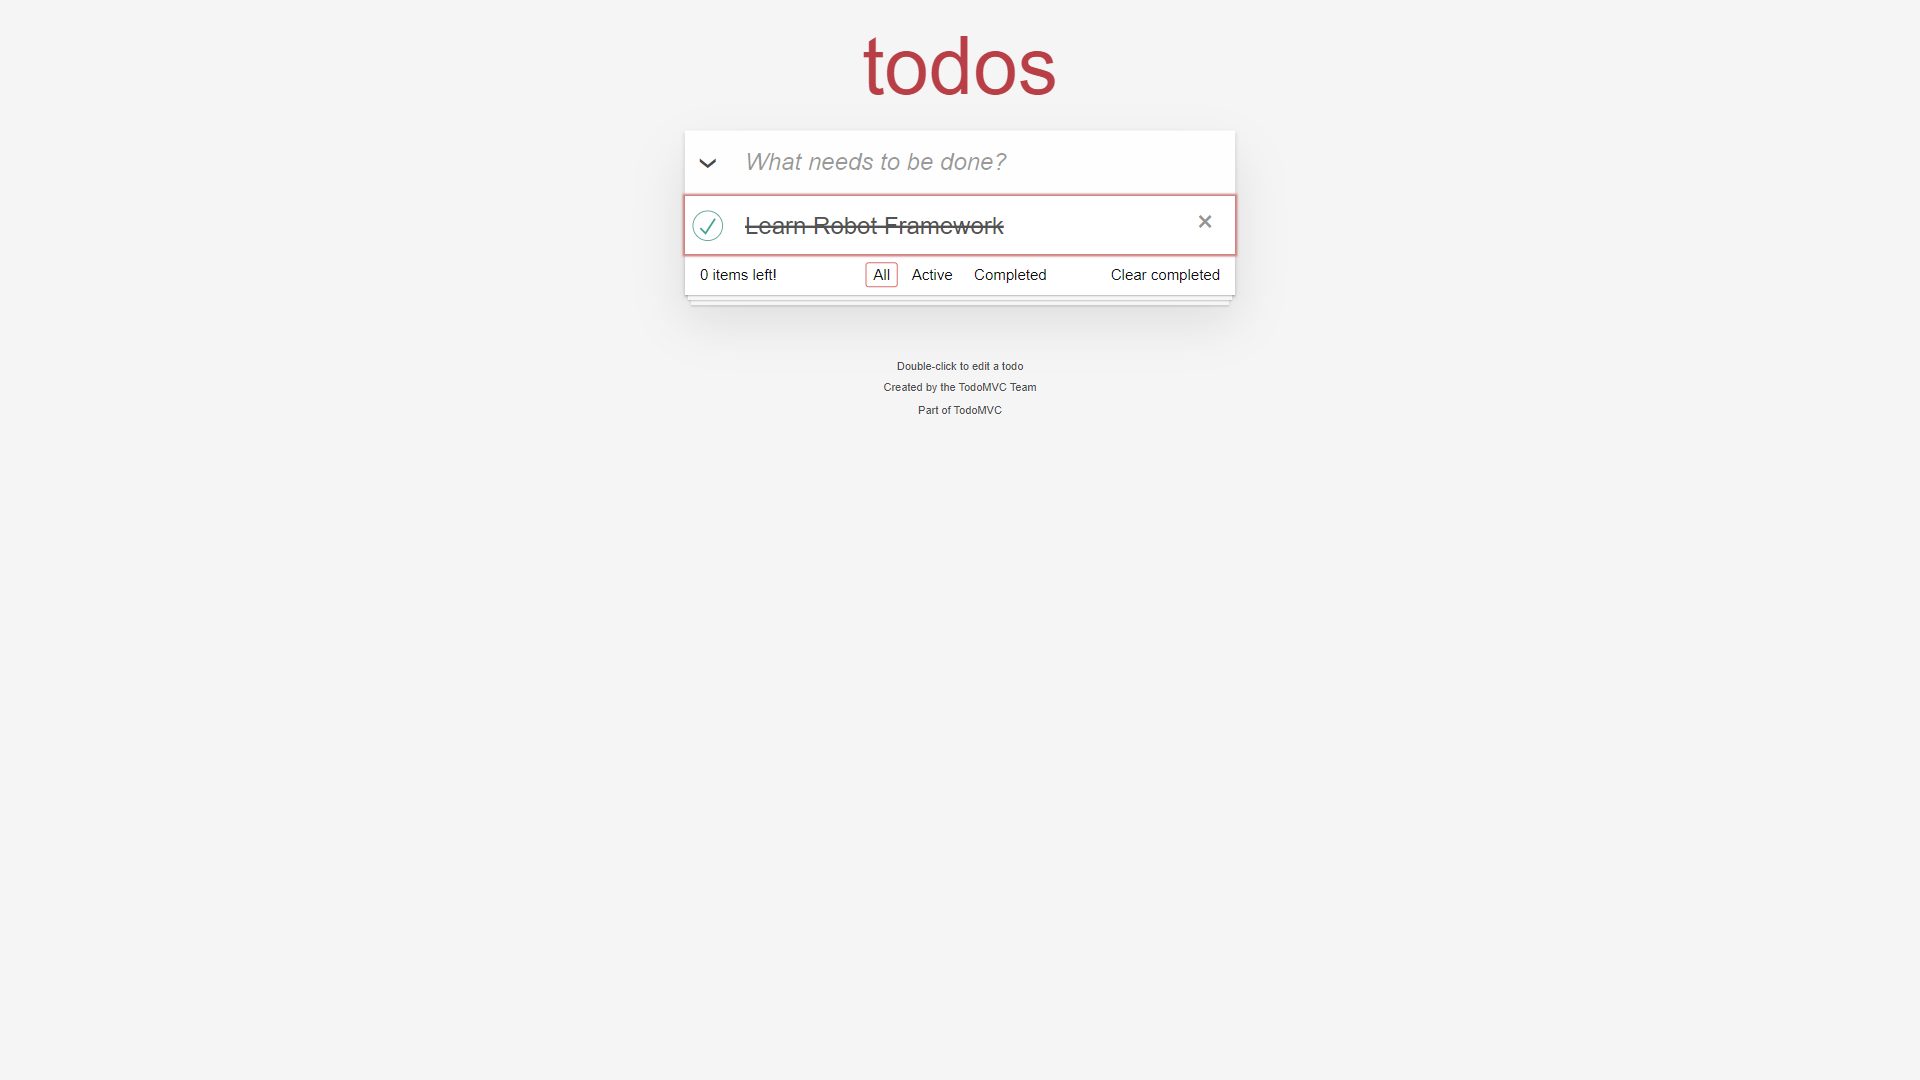 todos
What needs to be done?
Learn Robot Framework ×
0 items left! All Active Completed Clear completed
Double-click to edit a todo
Created by the TodoMVC Team
Part of TodoMVC